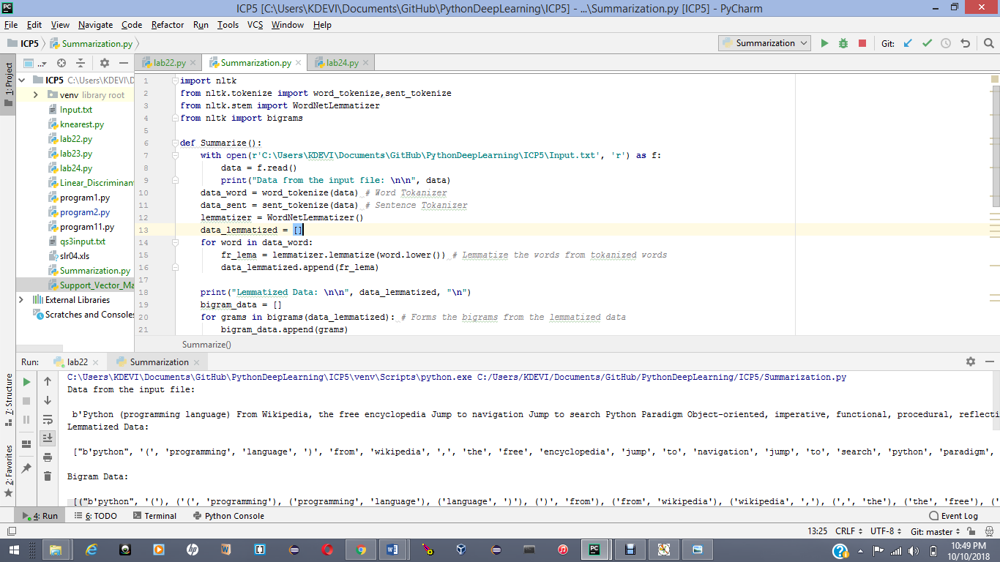 ICP5 [C:\Users\KDEVI\Documents\GitHub\PythonDeepLearning\ICP5] - ...\Summarization.py [ICP5] - PyCharm
File Edit View Navigate Code Refactor Run Tools VCS Window Help
ICP5 Summarization.py Summarization Git:
1: Project
lab22.py Summarization.py lab24.py
ICP5 C:\Users\KDEVI\D
venv library root
Input.txt
knearest.py
lab22.py
lab23.py
lab24.py
Linear_Discriminant
program1.py
program2.py
program11.py
qs3input.txt
slr04.xls
Summarization.py
Support_Vector_Ma
External Libraries
Scratches and Consoles
1 import nltk
2 from nltk.tokenize import word_tokenize,sent_tokenize
3 from nltk.stem import WordNetLemmatizer
4 from nltk import bigrams
5
6 def Summarize():
7 with open(r'C:\Users\KDEVI\Documents\GitHub\PythonDeepLearning\ICP5\Input.txt', 'r') as f:
8 data = f.read()
9 print("Data from the input file: \n\n", data)
10 data_word = word_tokenize(data) # Word Tokanizer
11 data_sent = sent_tokenize(data) # Sentence Tokanizer
12 lemmatizer = WordNetLemmatizer()
13 data_lemmatized = []
14 for word in data_word:
15 fr_lema = lemmatizer.lemmatize(word.lower()) # Lemmatize the words from tokanized words
16 data_lemmatized.append(fr_lema)
17
18 print("Lemmatized Data: \n\n", data_lemmatized, "\n")
19 bigram_data = []
20 for grams in bigrams(data_lemmatized): # Forms the bigrams from the lemmatized data
21 bigram_data.append(grams)
Summarize()
Run: lab22 Summarization
7: Structure
2: Favorites
C:\Users\KDEVI\Documents\GitHub\PythonDeepLearning\ICP5\venv\Scripts\python.exe C:/Users/KDEVI/Documents/GitHub/PythonDeepLearning/ICP5/Summarization.py
Data from the input file:
b'Python (programming language) From Wikipedia, the free encyclopedia Jump to navigation Jump to search Python Paradigm Object-oriented, imperative, functional, procedural, reflecti
Lemmatized Data:
["b'python", '(', 'programming', 'language', ')', 'from', 'wikipedia', ',', 'the', 'free', 'encyclopedia', 'jump', 'to', 'navigation', 'jump', 'to', 'search', 'python', 'paradigm',
Bigram Data:
[("b'python", '('), ('(', 'programming'), ('programming', 'language'), ('language', ')'), (')', 'from'), ('from', 'wikipedia'), ('wikipedia', ','), (',', 'the'), ('the', 'free'), ('
4: Run 6: TODO Terminal Python Console Event Log
13:25 CRLF UTF-8 Git: master
10:49 PM
10/10/2018